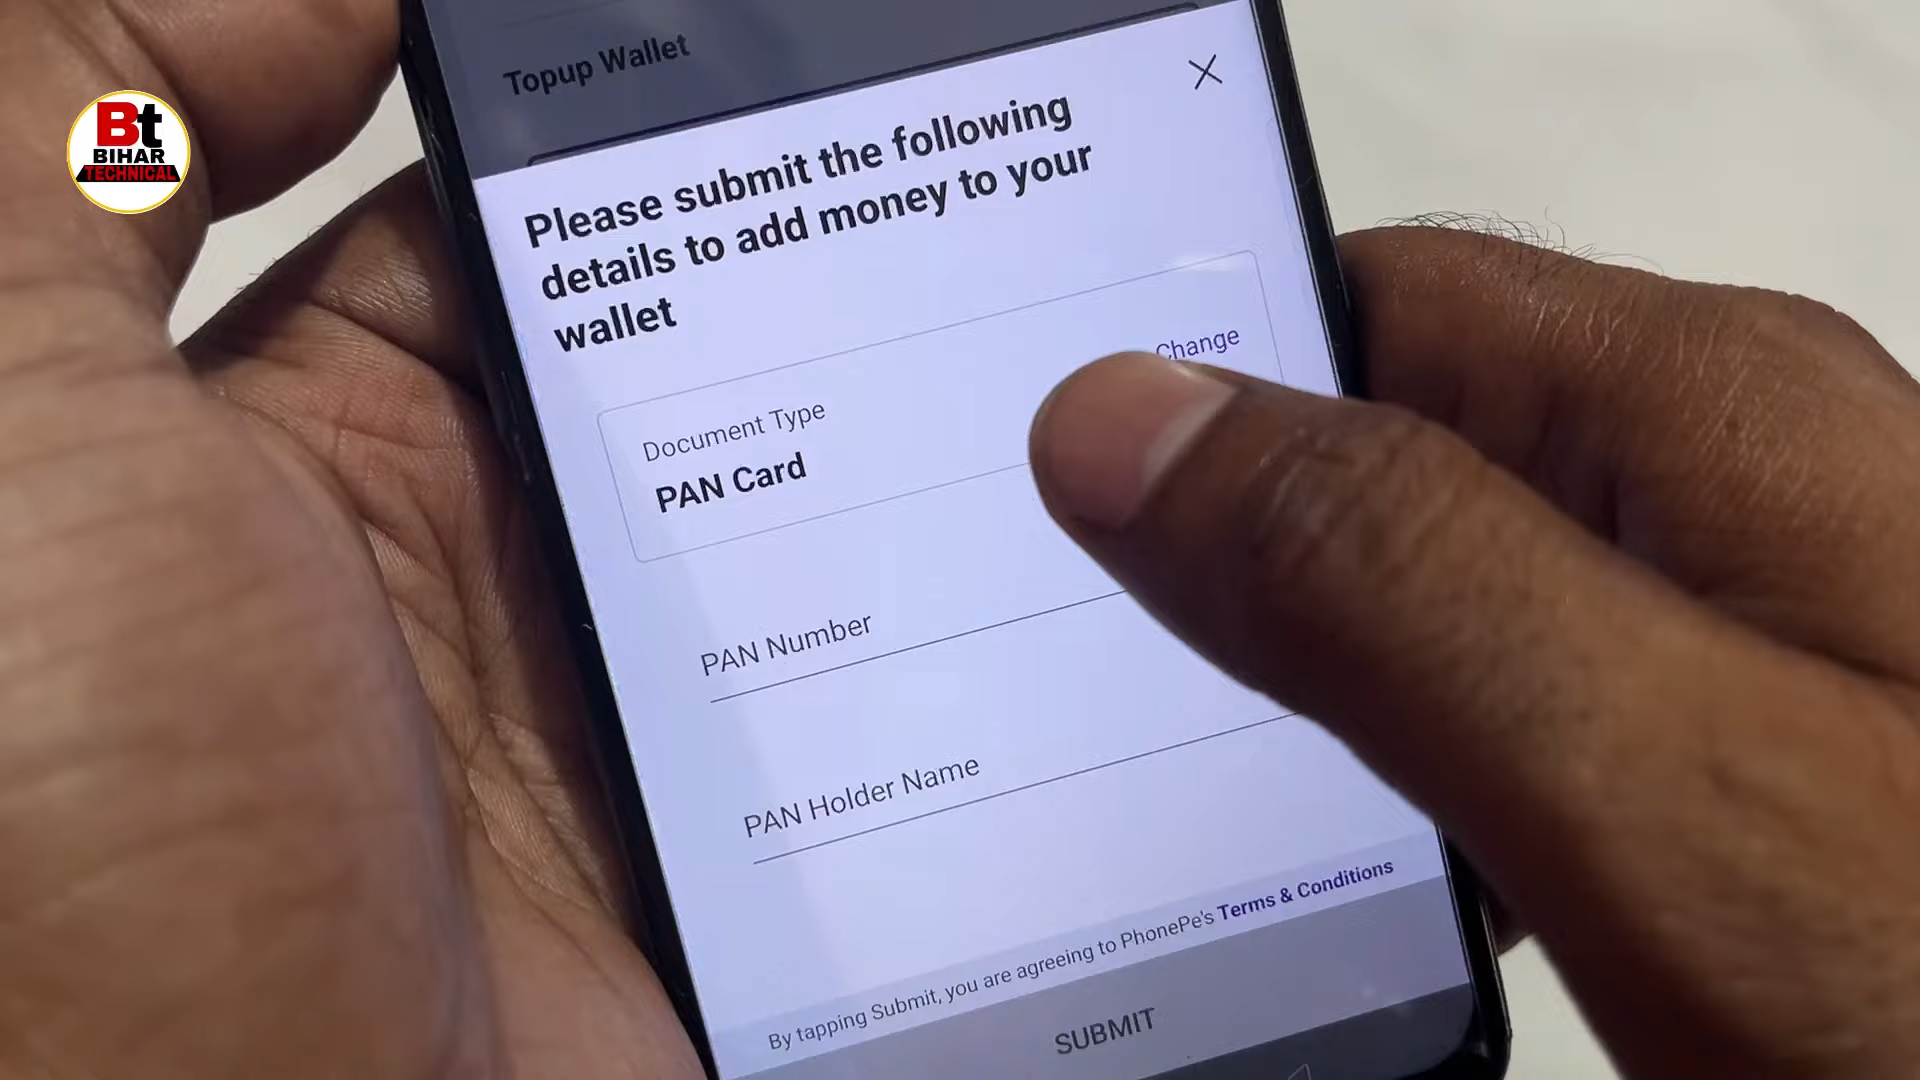 Topup Wallet
Bt
BIHAR
TECHNICAL
Please submit the following
details to add money to your
wallet
Change
Document Type
PAN Card
PAN Number
PAN Holder Name
By tapping Submit, you are agreeing to PhonePe's Terms & Conditions
SUBMIT